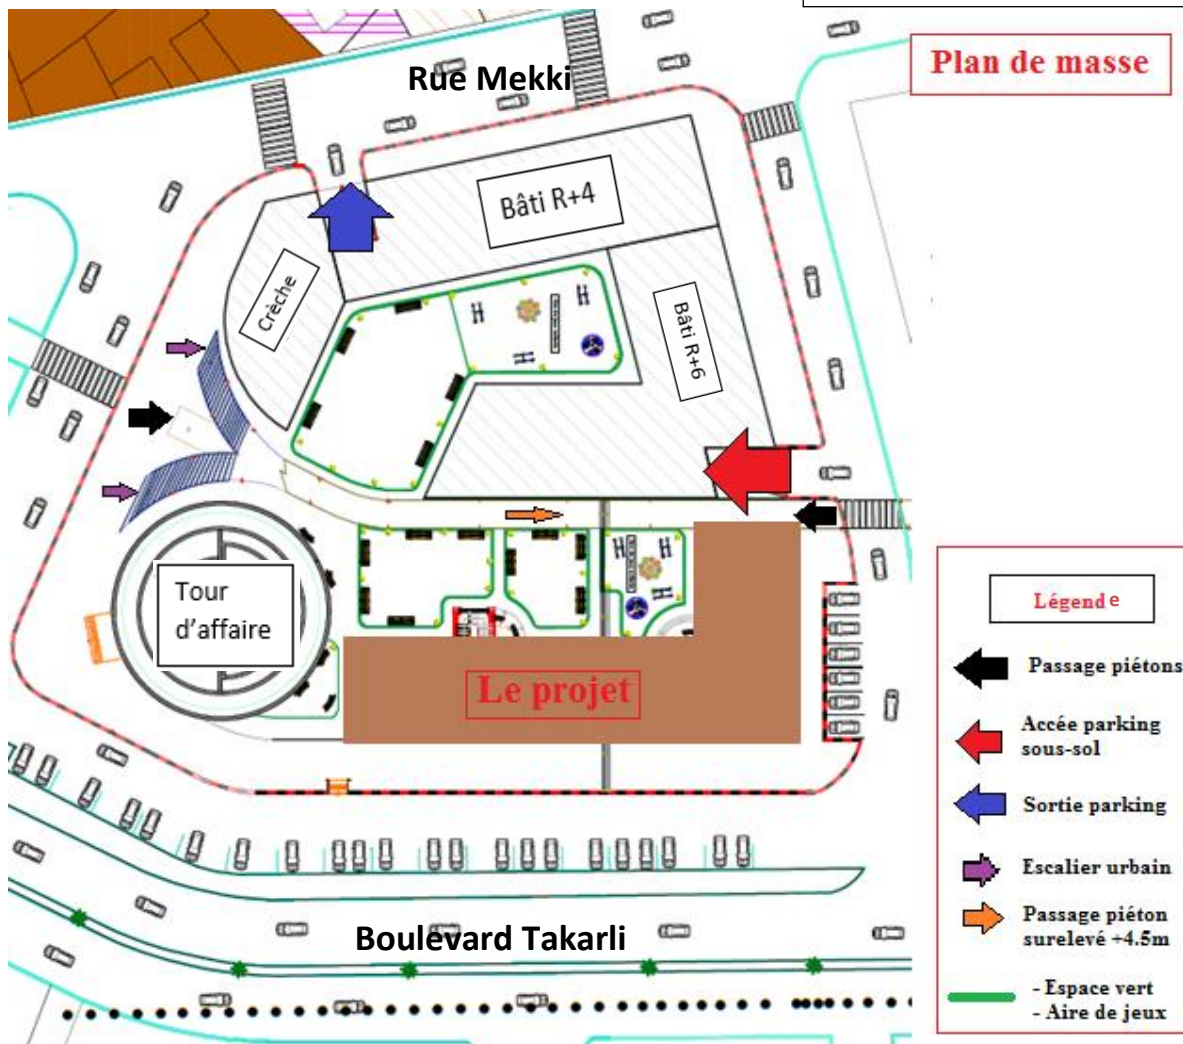 Plan de masse
Rue Mekki
Bâti R+4
Crèche
Bâti R+6
Tour
d'affaire
Le projet
Boulevard Takarli
Légende
Passage piétons
Accée parking
sous-sol
Sortie parking
Escalier urbain
Passage piéton
surelevé +4.5m
- Espace vert
- Aire de jeux